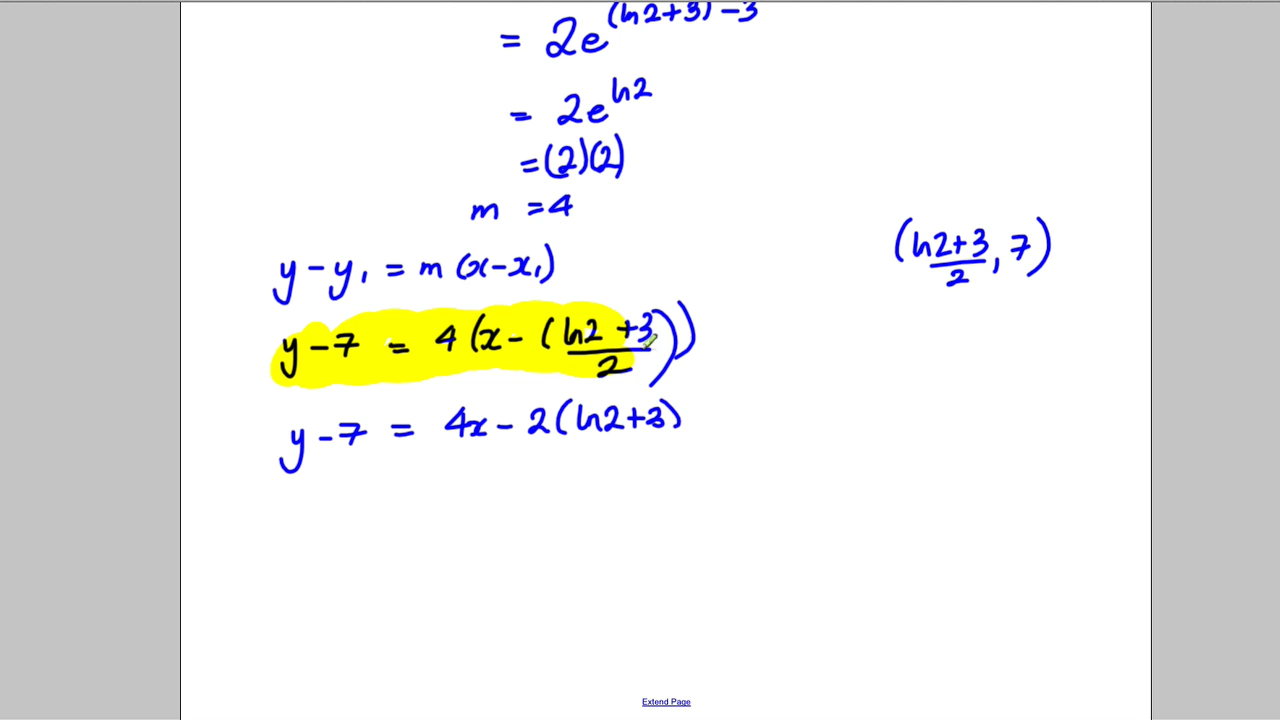 = 2e^(ln2+3)-3
= 2e^ln2
=(2)(2)
m =4
(ln2+3/2, 7)
y-y₁ = m(x-x₁)
y-7 = 4(x-(ln2+3/2))
y-7 = 4x-2(ln2+3)
Extend Page